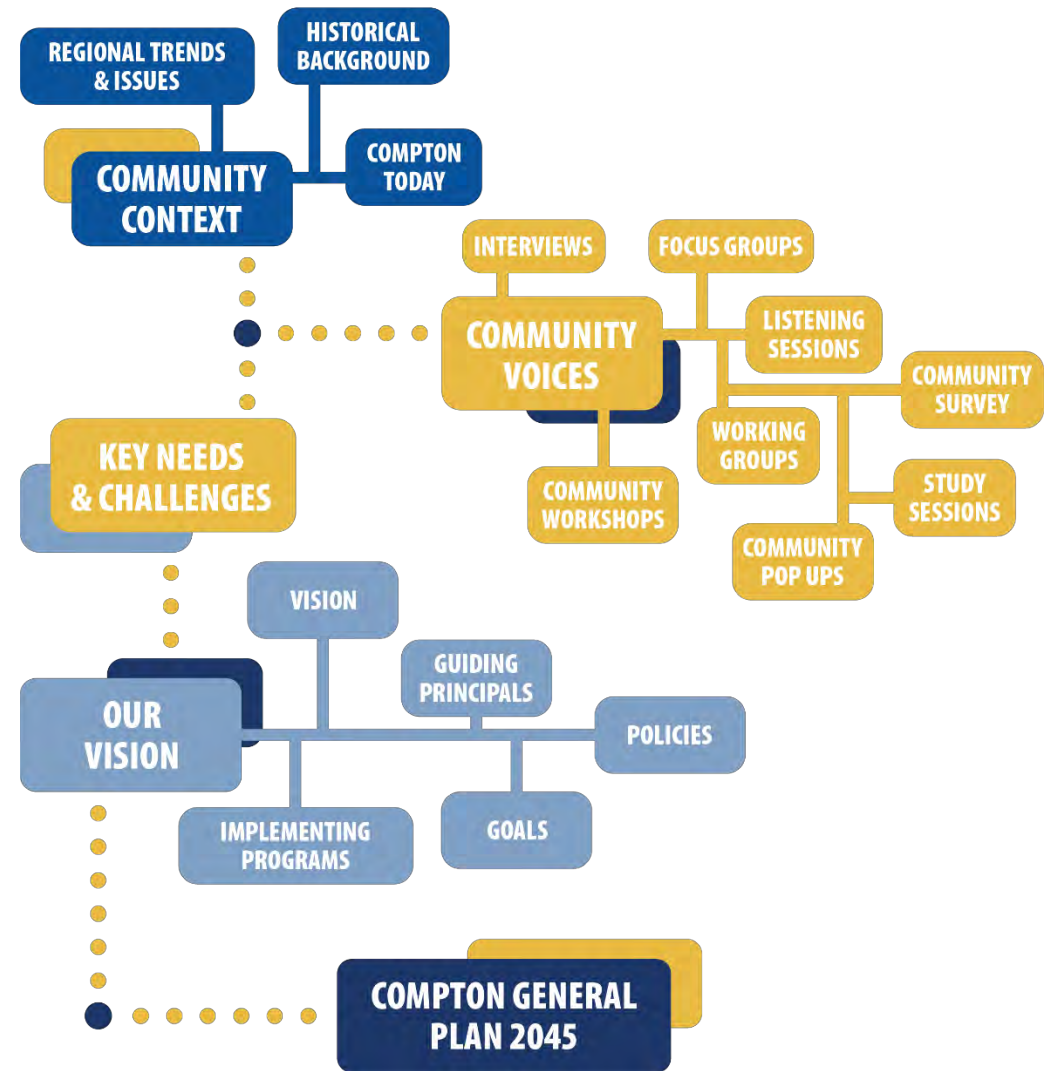 REGIONAL TRENDS
& ISSUES
HISTORICAL
BACKGROUND
COMMUNITY
CONTEXT
COMPTON
TODAY
INTERVIEWS
FOCUS GROUPS
COMMUNITY
VOICES
LISTENING
SESSIONS
COMMUNITY
SURVEY
WORKING
GROUPS
COMMUNITY
WORKSHOPS
STUDY
SESSIONS
COMMUNITY
POP UPS
KEY NEEDS
& CHALLENGES
VISION
GUIDING
PRINCIPALS
OUR
VISION
POLICIES
IMPLEMENTING
PROGRAMS
GOALS
COMPTON GENERAL
PLAN 2045